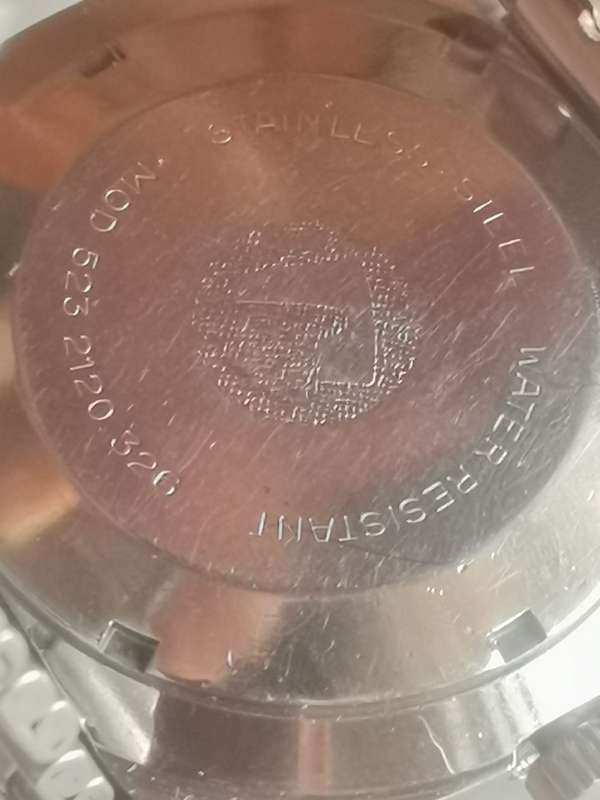 STAINLESS STEEL
WATER RESISTANT
MOD 523 2120 326